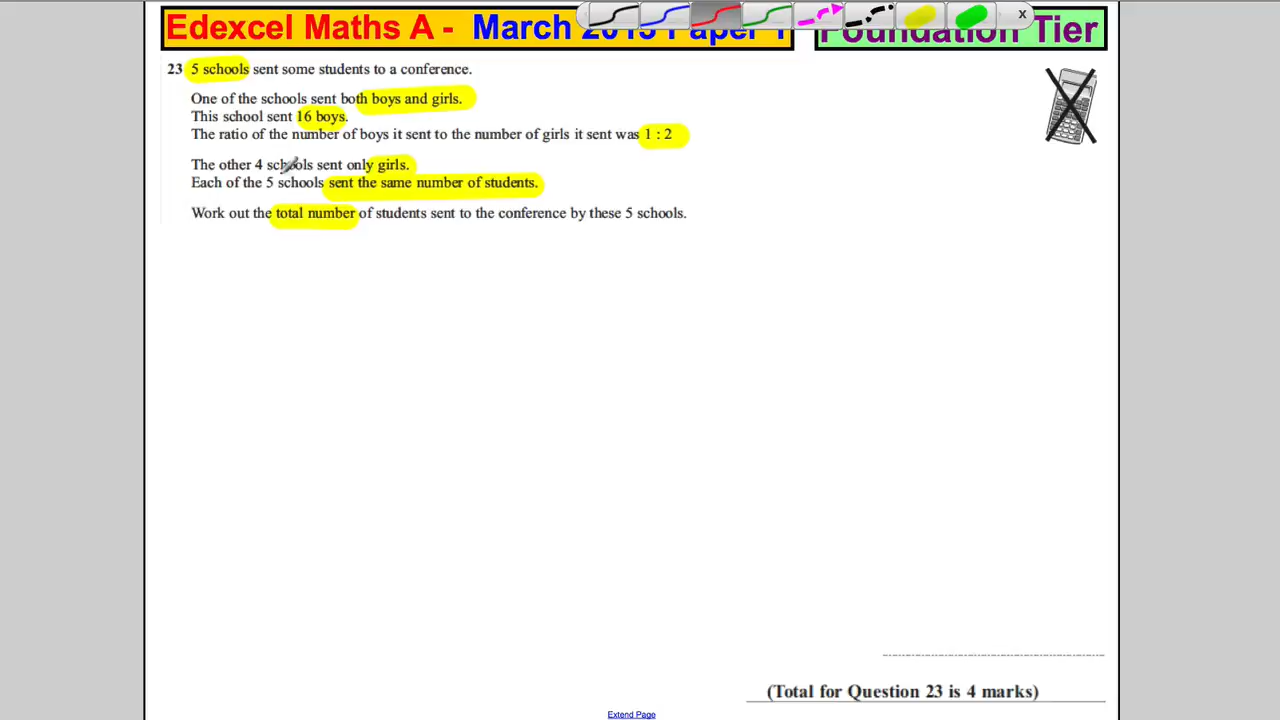 Edexcel Maths A - March 2013 Paper 1
Foundation Tier
X
23 5 schools sent some students to a conference.
One of the schools sent both boys and girls.
This school sent 16 boys.
The ratio of the number of boys it sent to the number of girls it sent was 1 : 2
The other 4 schools sent only girls.
Each of the 5 schools sent the same number of students.
Work out the total number of students sent to the conference by these 5 schools.
(Total for Question 23 is 4 marks)
Extend Page